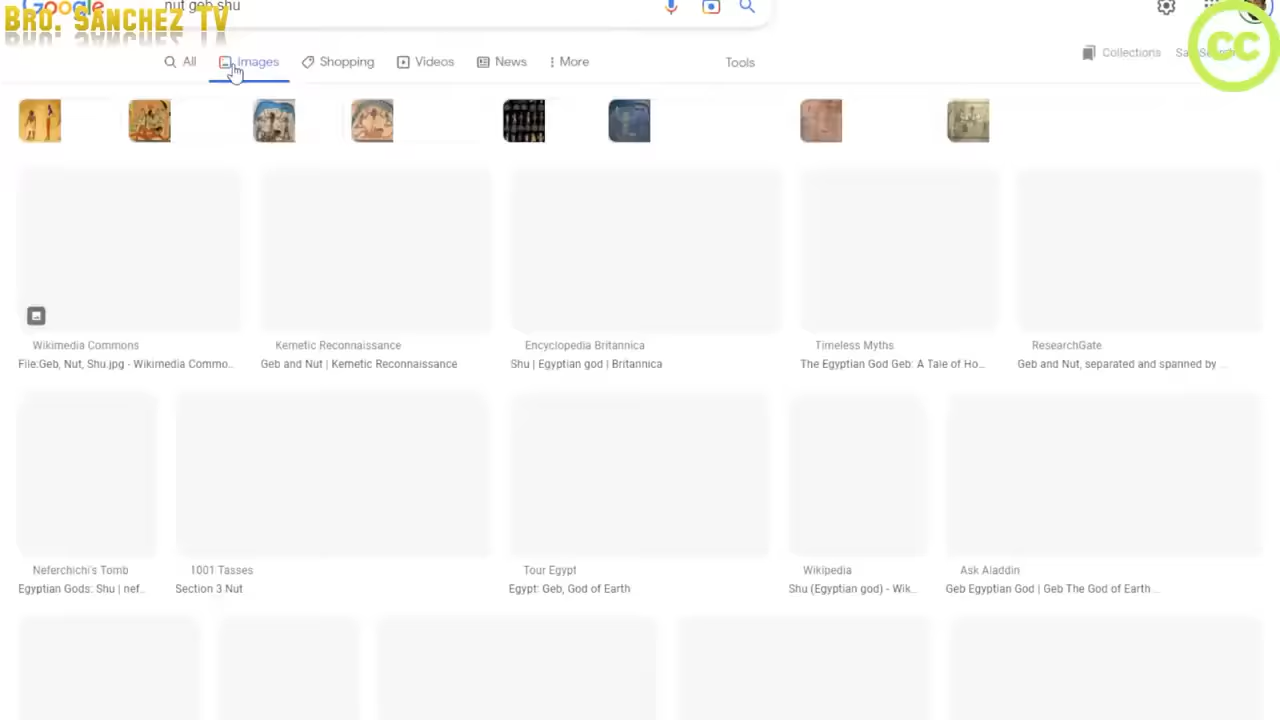 Google
nut geb shu
BRO. SANCHEZ TV
CC
All
Images
Shopping
Videos
News
More
Tools
Collections
Wikimedia Commons
File:Geb, Nut, Shu.jpg - Wikimedia Commo...
Kemetic Reconnaissance
Geb and Nut | Kemetic Reconnaissance
Encyclopedia Britannica
Shu | Egyptian god | Britannica
Timeless Myths
The Egyptian God Geb: A Tale of Ho...
ResearchGate
Geb and Nut, separated and spanned by ...
Neferchichi's Tomb
Egyptian Gods: Shu | nef...
1001 Tasses
Section 3 Nut
Tour Egypt
Egypt: Geb, God of Earth
Wikipedia
Shu (Egyptian god) - Wik...
Ask Aladdin
Geb Egyptian God | Geb The God of Earth ...